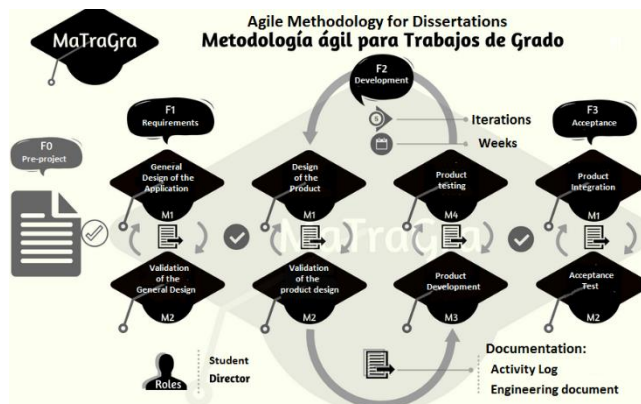 MaTraGra
Agile Methodology for Dissertations
Metodología ágil para Trabajos de Grado
F0
Pre-project
F1
Requirements
F2
Development
S
Iterations
Weeks
F3
Acceptance
General
Design of the
Application
M1
Design
of the
Product
M1
Product
testing
M4
Product
Integration
M1
MaTraGra
Validation
of the
General Design
M2
Validation
of the
product design
M2
Product
Development
M3
Acceptance
Test
M2
Roles
Student
Director
Documentation:
Activity Log
Engineering document